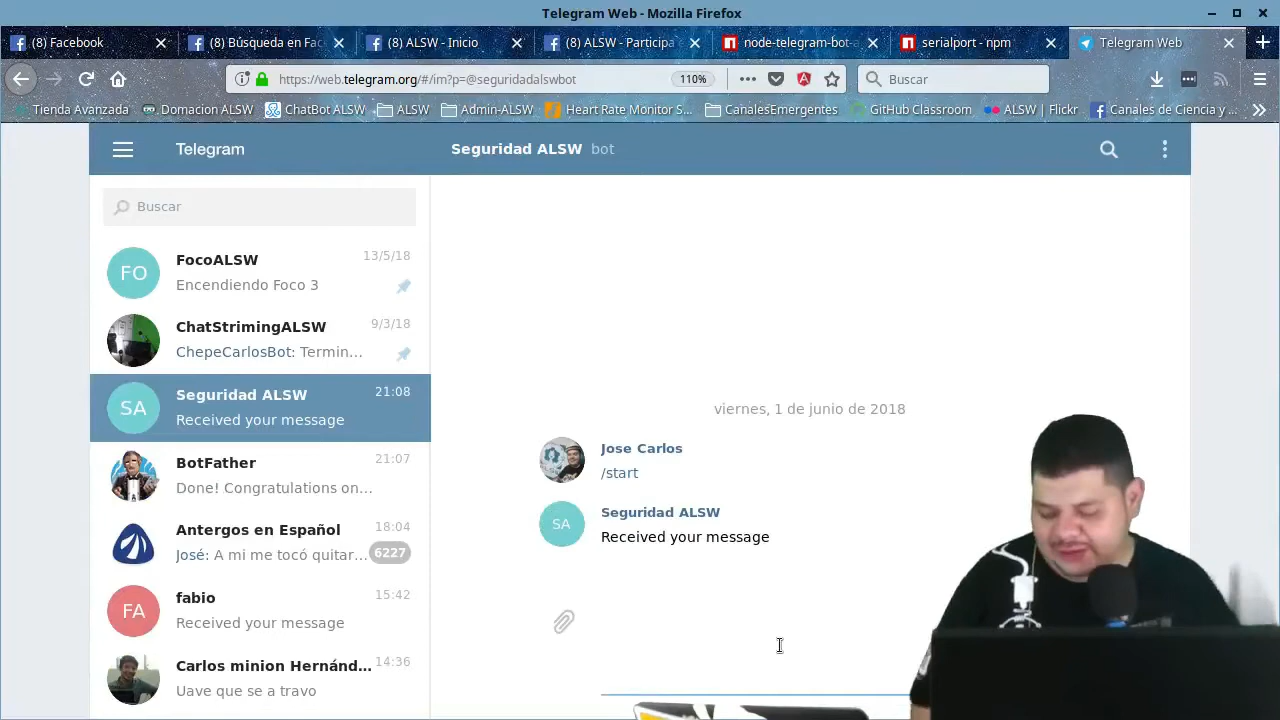 Telegram Web - Mozilla Firefox
(8) Facebook
(8) Búsqueda en Fac
(8) ALSW - Inicio
(8) ALSW - Participa
node-telegram-bot-a
serialport - npm
Telegram Web
https://web.telegram.org/#/im?p=@seguridadalswbot
110%
Buscar
Tienda Avanzada
Donacion ALSW
ChatBot ALSW
ALSW
Admin-ALSW
Heart Rate Monitor S...
CanalesEmergentes
GitHub Classroom
ALSW | Flickr
Canales de Ciencia y ...
Telegram
Seguridad ALSW bot
Buscar
FO
FocoALSW 13/5/18
Encendiendo Foco 3
ChatStrimingALSW 9/3/18
ChepeCarlosBot: Termin...
SA
Seguridad ALSW 21:08
Received your message
BotFather 21:07
Done! Congratulations on...
Antergos en Español 18:04
José: A mi me tocó quitar... 6227
FA
fabio 15:42
Received your message
Carlos minion Hernánd... 14:36
Uave que se a travo
viernes, 1 de junio de 2018
Jose Carlos
/start
SA
Seguridad ALSW
Received your message